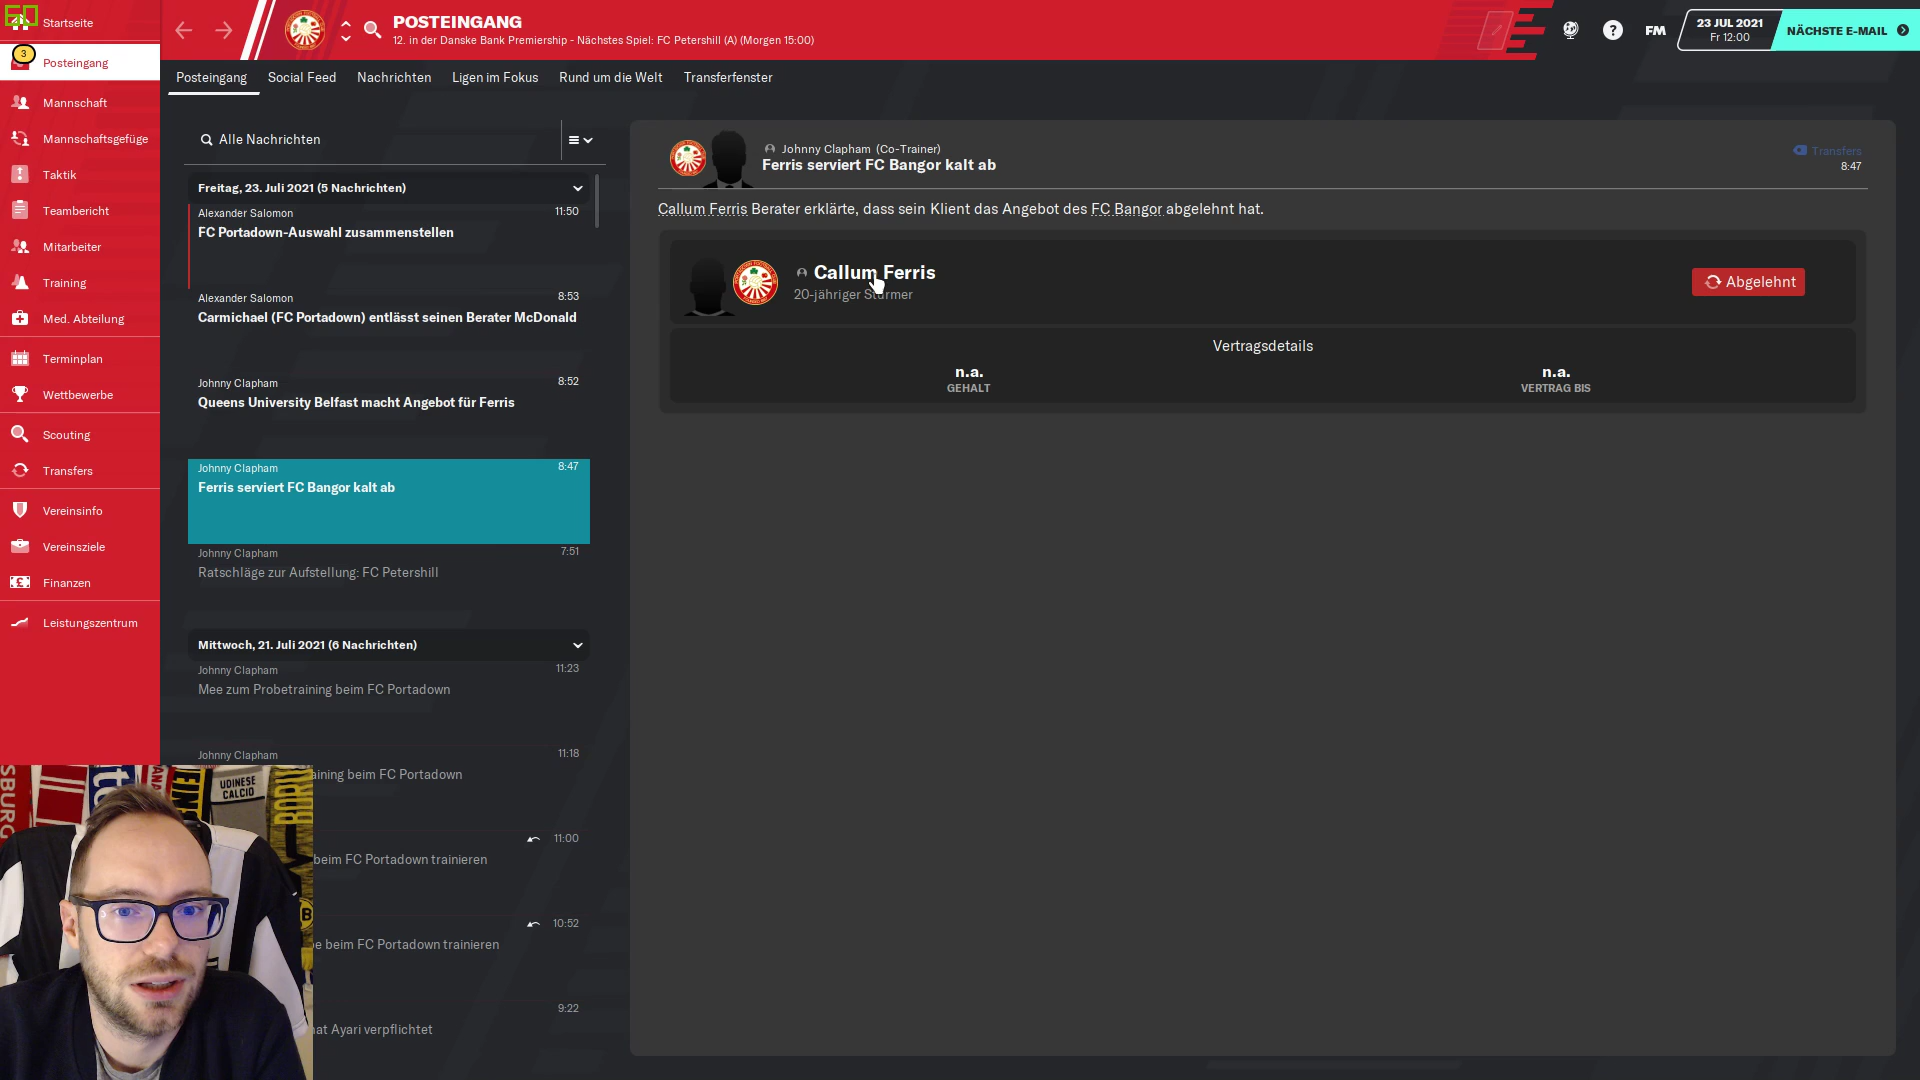 60
Startseite
3
Posteingang
Mannschaft
Mannschaftsgefüge
Taktik
Teambericht
Mitarbeiter
Training
Med. Abteilung
Terminplan
Wettbewerbe
Scouting
Transfers
Vereinsinfo
Vereinsziele
Finanzen
Leistungszentrum
POSTEINGANG
12. in der Danske Bank Premiership - Nächstes Spiel: FC Petershill (A) (Morgen 15:00)
FM
23 JUL 2021
Fr 12:00
NÄCHSTE E-MAIL
Posteingang Social Feed Nachrichten Ligen im Fokus Rund um die Welt Transferfenster
Alle Nachrichten
Freitag, 23. Juli 2021 (5 Nachrichten)
Alexander Salomon 11:50
FC Portadown-Auswahl zusammenstellen
Alexander Salomon 8:53
Carmichael (FC Portadown) entlässt seinen Berater McDonald
Johnny Clapham 8:52
Queens University Belfast macht Angebot für Ferris
Johnny Clapham 8:47
Ferris serviert FC Bangor kalt ab
Johnny Clapham 7:51
Ratschläge zur Aufstellung: FC Petershill
Mittwoch, 21. Juli 2021 (6 Nachrichten)
Johnny Clapham 11:23
Mee zum Probetraining beim FC Portadown
Johnny Clapham 11:18
aining beim FC Portadown
11:00
beim FC Portadown trainieren
10:52
e beim FC Portadown trainieren
9:22
hat Ayari verpflichtet
Johnny Clapham (Co-Trainer)
Ferris serviert FC Bangor kalt ab
Transfers
8:47
Callum Ferris Berater erklärte, dass sein Klient das Angebot des FC Bangor abgelehnt hat.
Callum Ferris
20-jähriger Stürmer
Abgelehnt
Vertragsdetails
n.a.
GEHALT
n.a.
VERTRAG BIS
SBURG
UDINESE
CALCIO
BORU